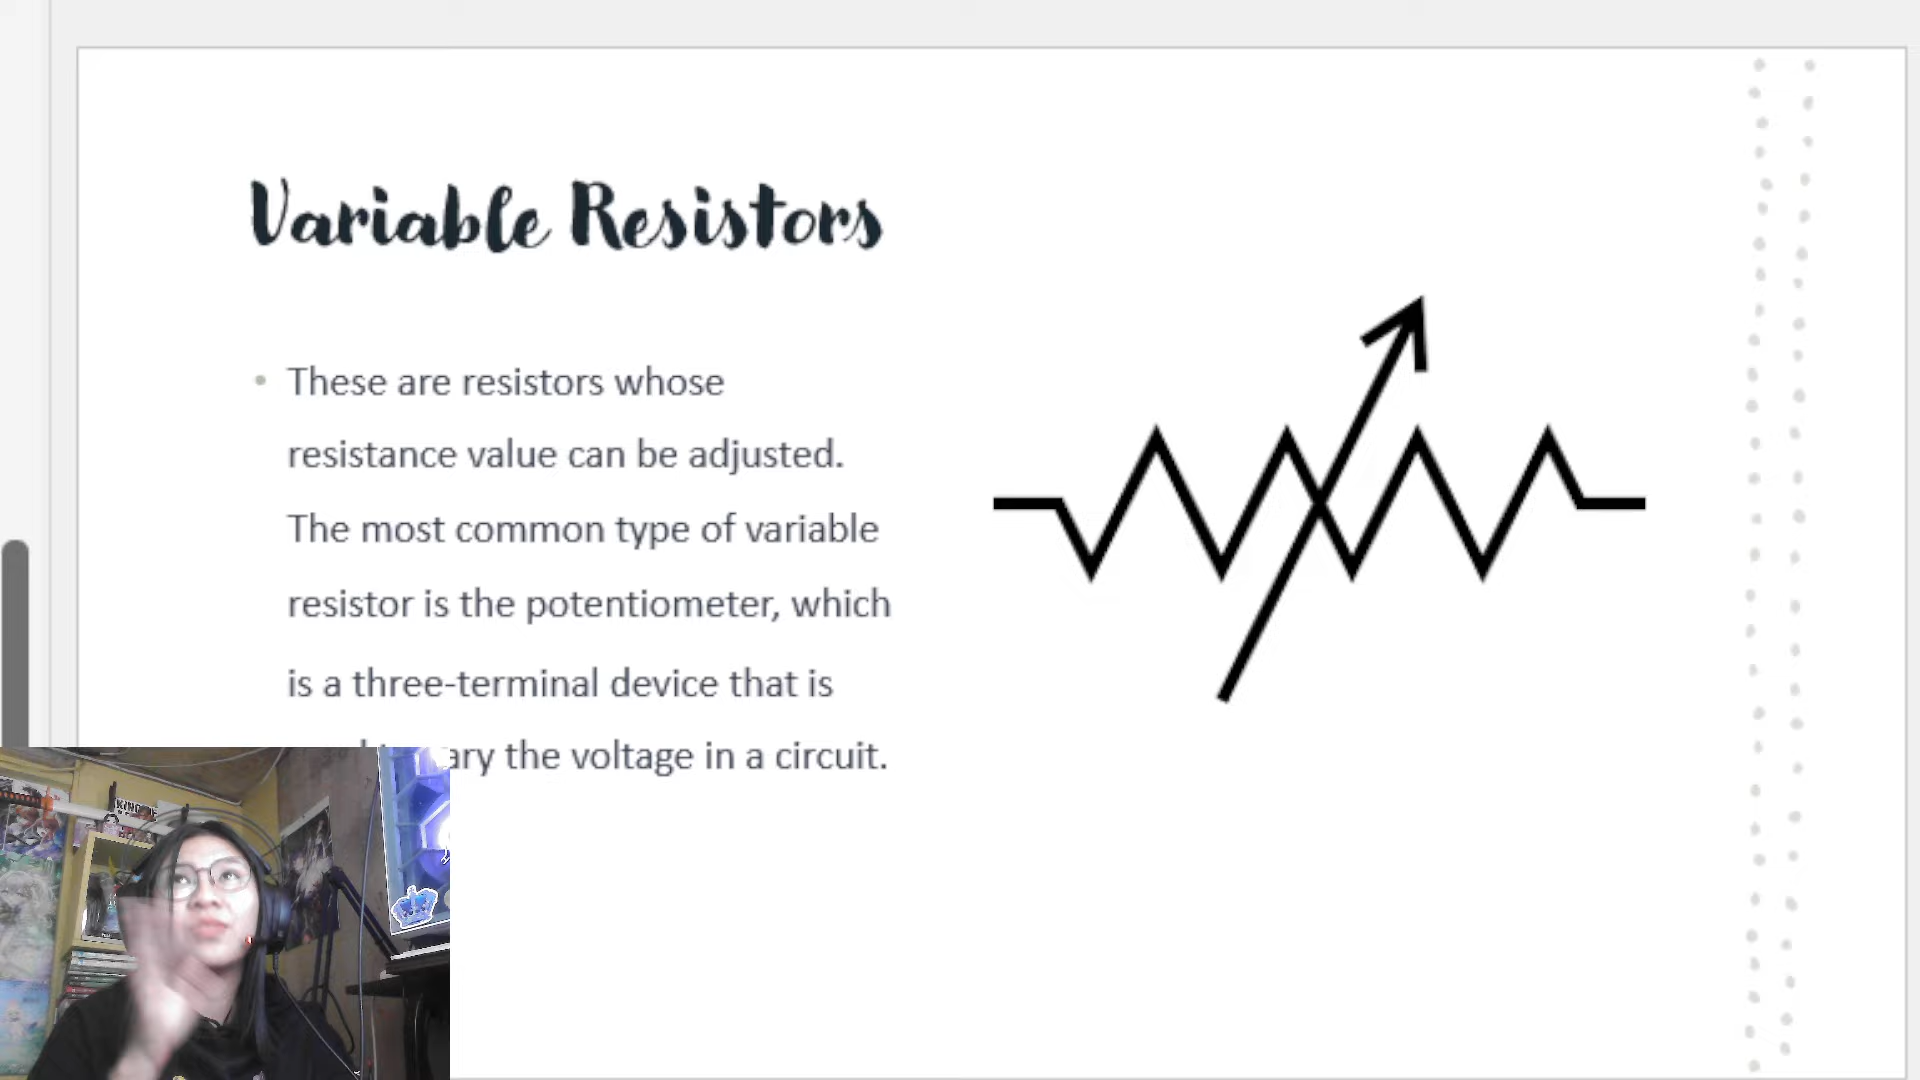 Variable Resistors
• These are resistors whose
resistance value can be adjusted.
The most common type of variable
resistor is the potentiometer, which
is a three-terminal device that is
the voltage in a circuit.